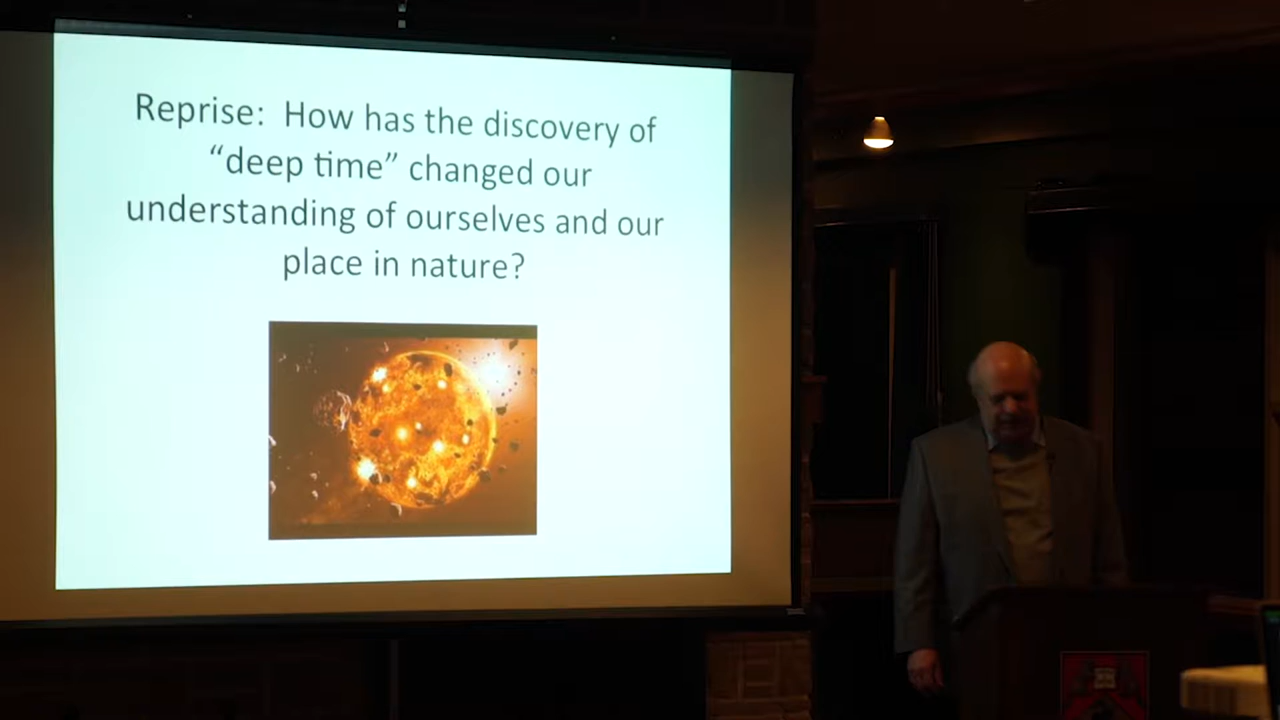 Reprise: How has the discovery of
“deep time” changed our
understanding of ourselves and our
place in nature?